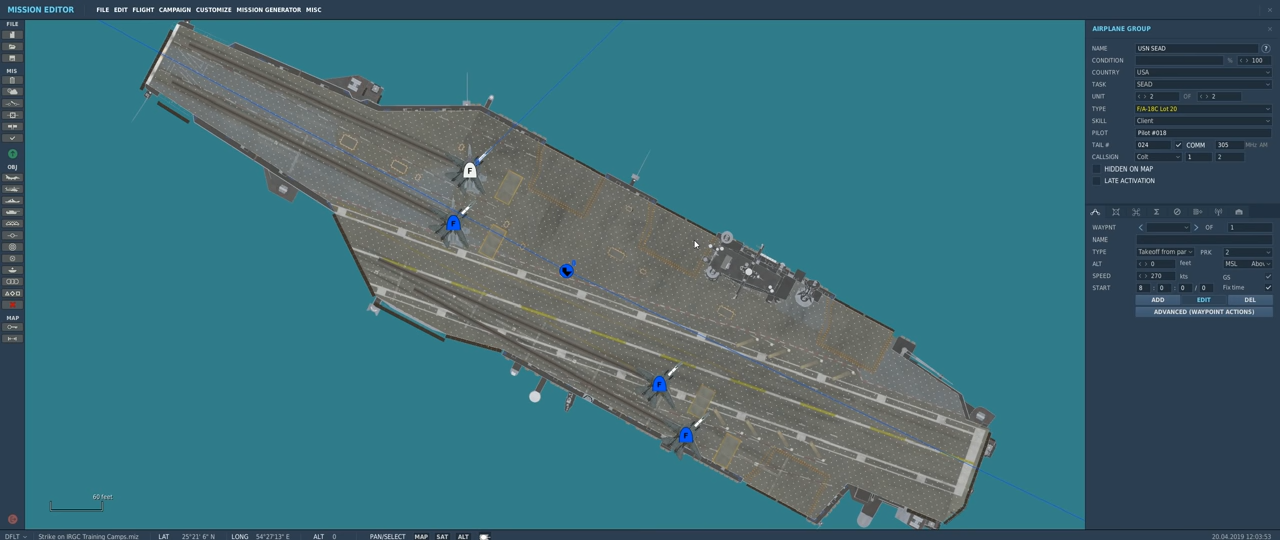 MISSION EDITOR FILE EDIT FLIGHT CAMPAIGN CUSTOMIZE MISSION GENERATOR MISC
FILE
MIS
OBJ
MAP
F
F
F
F
60 feet
AIRPLANE GROUP
NAME USN SEAD ?
CONDITION % < > 100
COUNTRY USA
TASK SEAD
UNIT < > 2 OF < > 2
TYPE F/A-18C Lot 20
SKILL Client
PILOT Pilot #018
TAIL # 024 COMM 305 MHz AM
CALLSIGN Colt 1 2
HIDDEN ON MAP
LATE ACTIVATION
WAYPNT OF 1
NAME
TYPE Takeoff from par PRK 2
ALT < > 0 feet MSL Abov
SPEED < > 270 kts GS
START 8 : 0 : 0 / 0 Fix time
ADD EDIT DEL
ADVANCED (WAYPOINT ACTIONS)
DFLT Strike on IRGC Training Camps.miz LAT 25°21' 6" N LONG 54°27'13" E ALT 0 PAN/SELECT MAP SAT ALT 20.04.2019 12:03:53